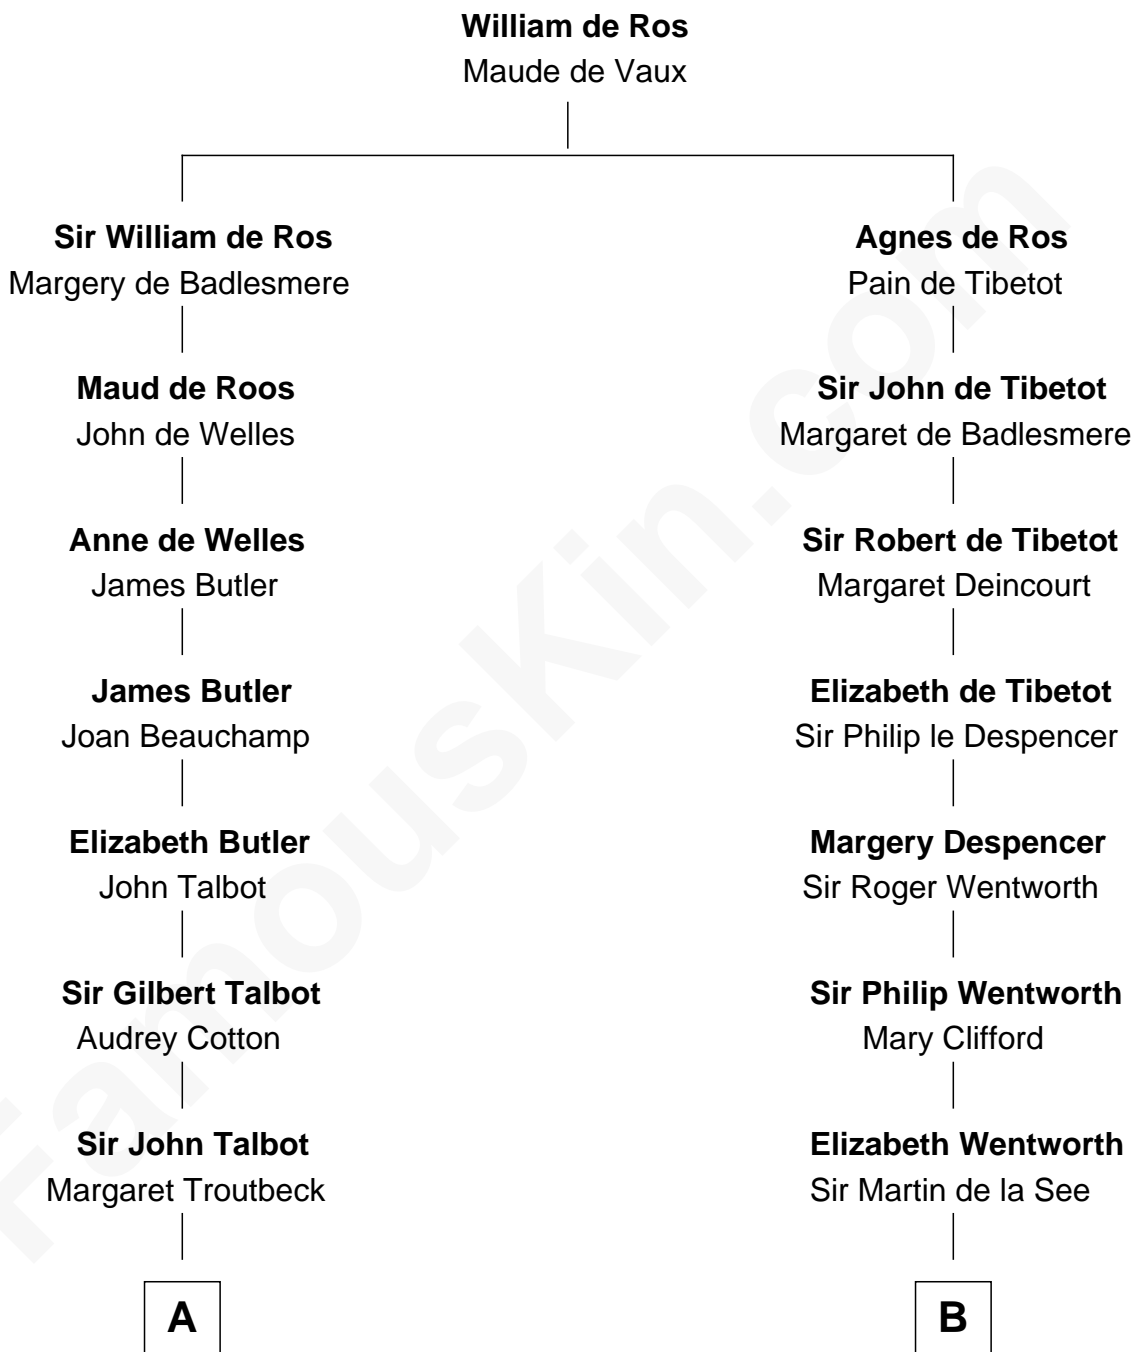 William de Ros
Maude de Vaux
Sir William de Ros
Margery de Badlesmere
Agnes de Ros
Pain de Tibetot
Maud de Roos
John de Welles
Sir John de Tibetot
Margaret de Badlesmere
Anne de Welles
James Butler
Sir Robert de Tibetot
Margaret Deincourt
James Butler
Joan Beauchamp
Elizabeth de Tibetot
Sir Philip le Despencer
Elizabeth Butler
John Talbot
Margery Despencer
Sir Roger Wentworth
Sir Gilbert Talbot
Audrey Cotton
Sir Philip Wentworth
Mary Clifford
Sir John Talbot
Margaret Troutbeck
Elizabeth Wentworth
Sir Martin de la See
A
B
FamousKin.com